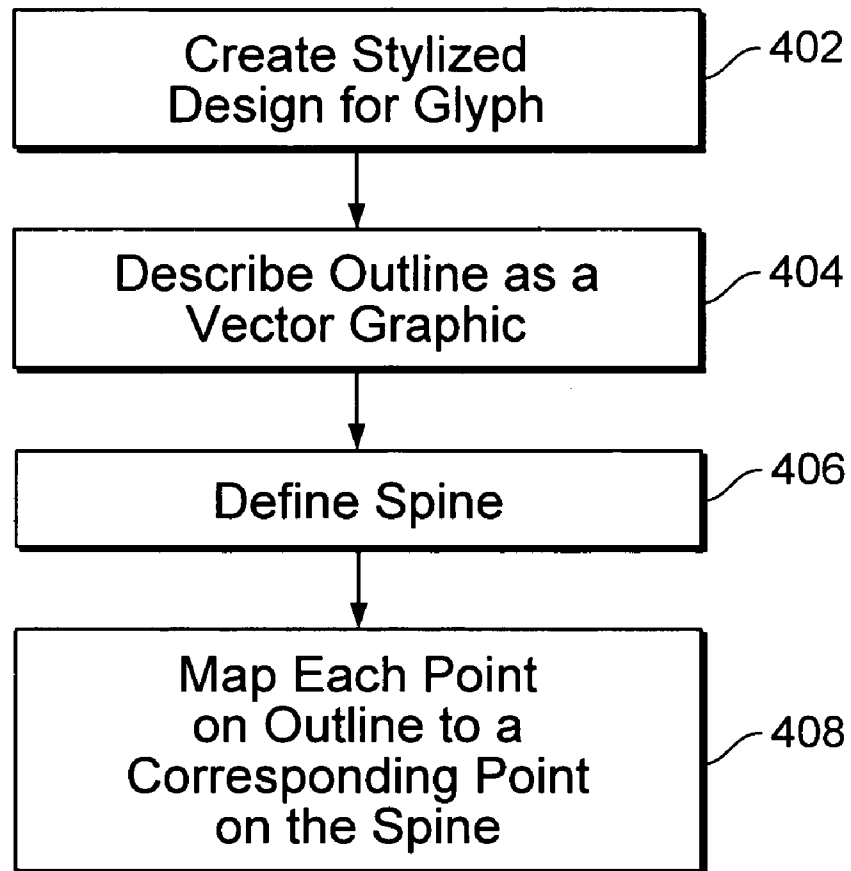 Create Stylized
Design for Glyph
402
Describe Outline as a
Vector Graphic
404
Define Spine
406
Map Each Point
on Outline to a
Corresponding Point
on the Spine
408